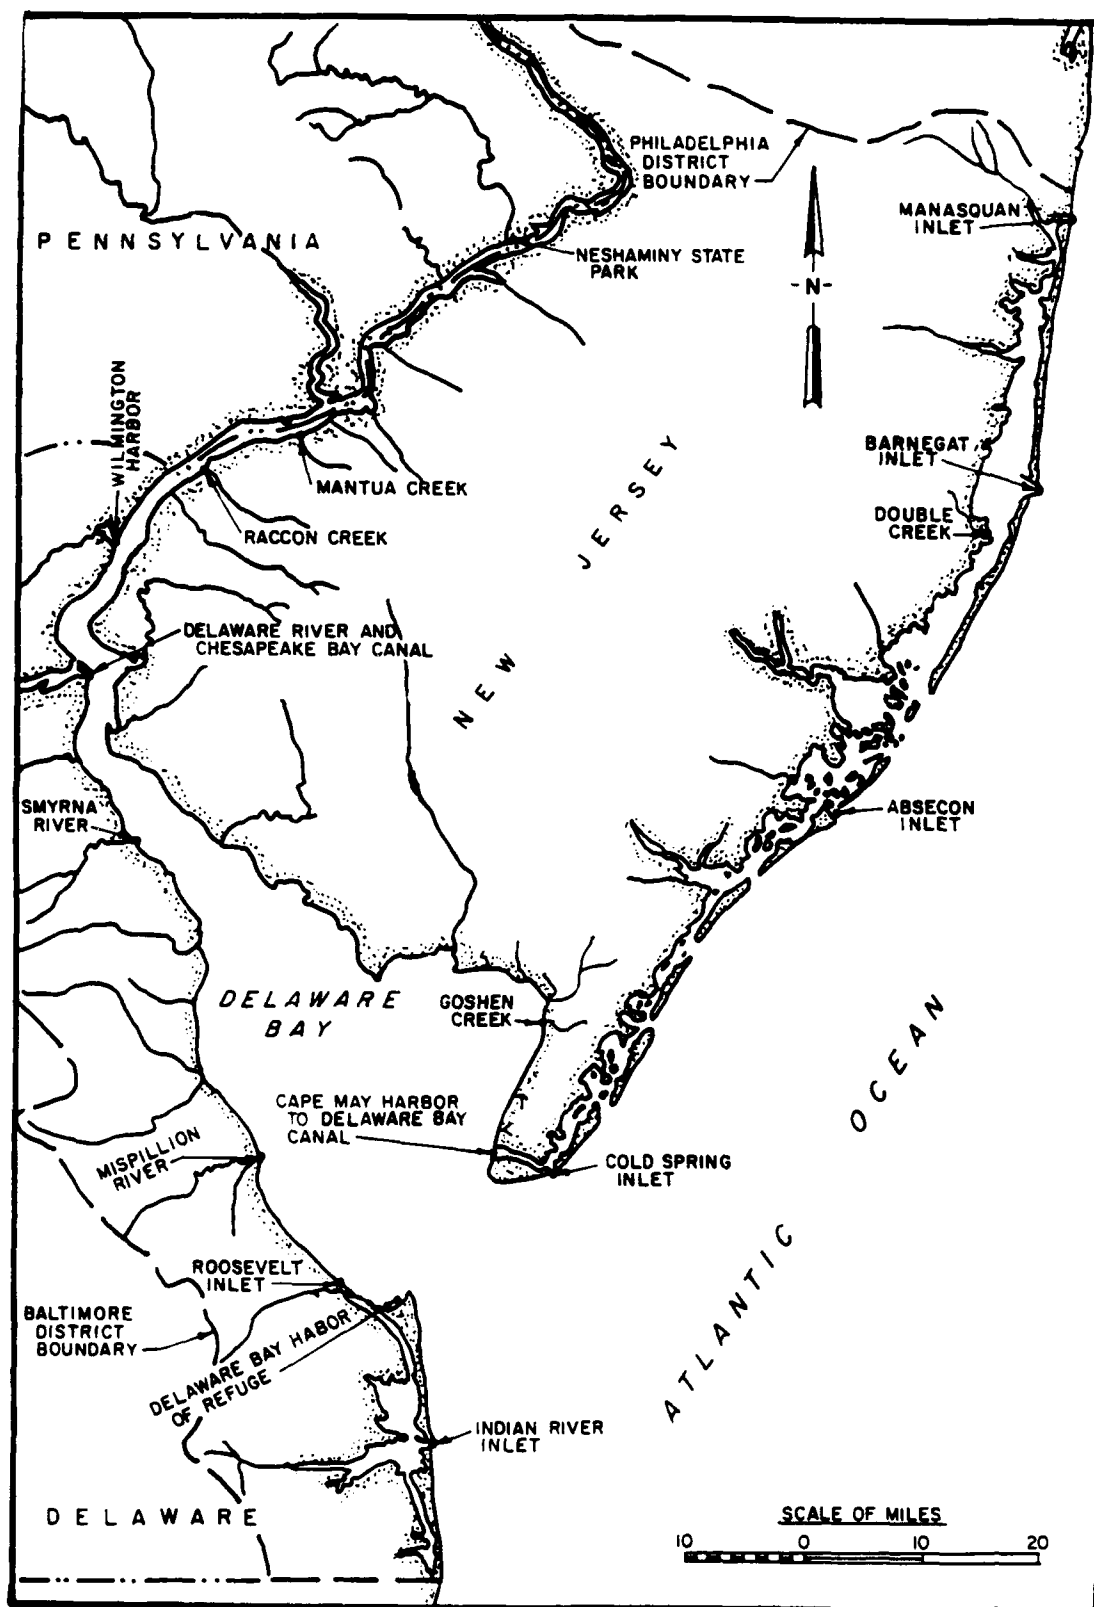 PHILADELPHIA
DISTRICT
BOUNDARY
MANASQUAN
INLET
PENNSYLVANIA
NESHAMINY STATE
PARK
-N-
WILMINGTON
HARBOR
BARNEGAT
INLET
MANTUA CREEK
DOUBLE
CREEK
RACCON CREEK
NEW JERSEY
DELAWARE RIVER AND
CHESAPEAKE BAY CANAL
SMYRNA
RIVER
ABSECON
INLET
DELAWARE
BAY
GOSHEN
CREEK
CAPE MAY HARBOR
TO DELAWARE BAY
CANAL
COLD SPRING
INLET
ATLANTIC OCEAN
MISPILLION
RIVER
ROOSEVELT
INLET
BALTIMORE
DISTRICT
BOUNDARY
DELAWARE BAY HABOR
OF REFUGE
INDIAN RIVER
INLET
DELAWARE
SCALE OF MILES
10 0 10 20